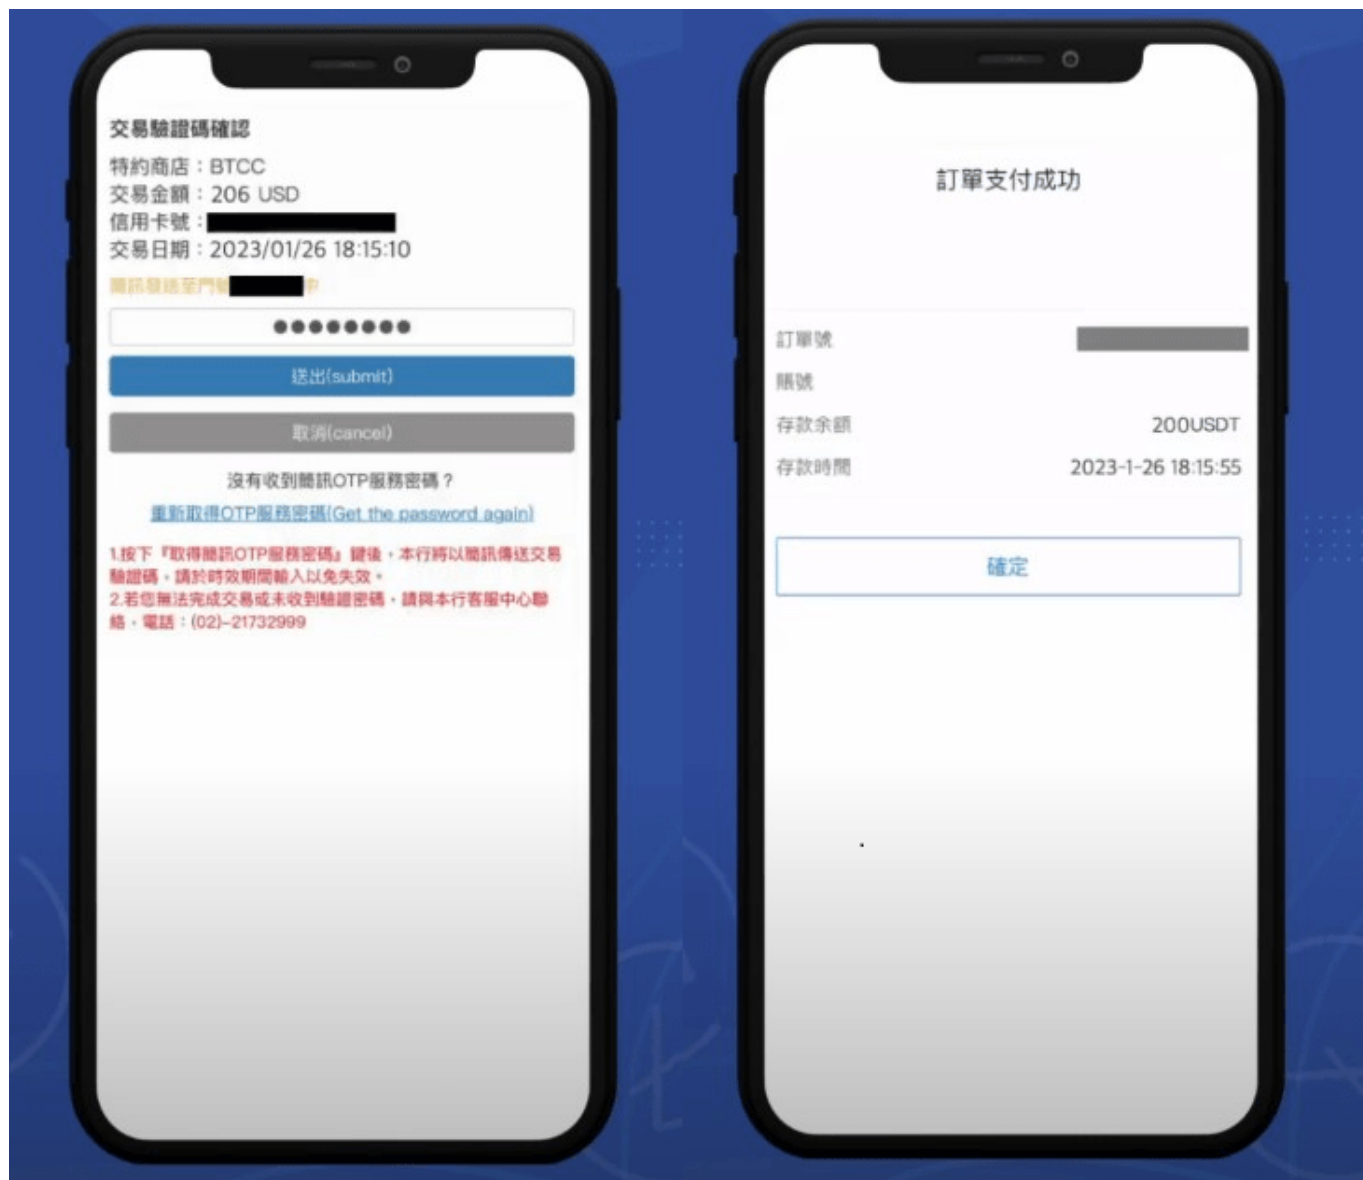 交易驗證碼確認
特約商店：BTCC
交易金額：206 USD
信用卡號：
交易日期：2023/01/26 18:15:10
簡訊發送至門號 中
●●●●●●●●
送出(submit)
取消(cancel)
沒有收到簡訊OTP服務密碼？
重新取得OTP服務密碼(Get the password again)
1.按下『取得簡訊OTP服務密碼』鍵後，本行將以簡訊傳送交易
驗證碼，請於時效期間輸入以免失效。
2.若您無法完成交易或未收到驗證密碼，請與本行客服中心聯
絡，電話：(02)-21732999
訂單支付成功
訂單號
賬號
存款余額 200USDT
存款時間 2023-1-26 18:15:55
確定